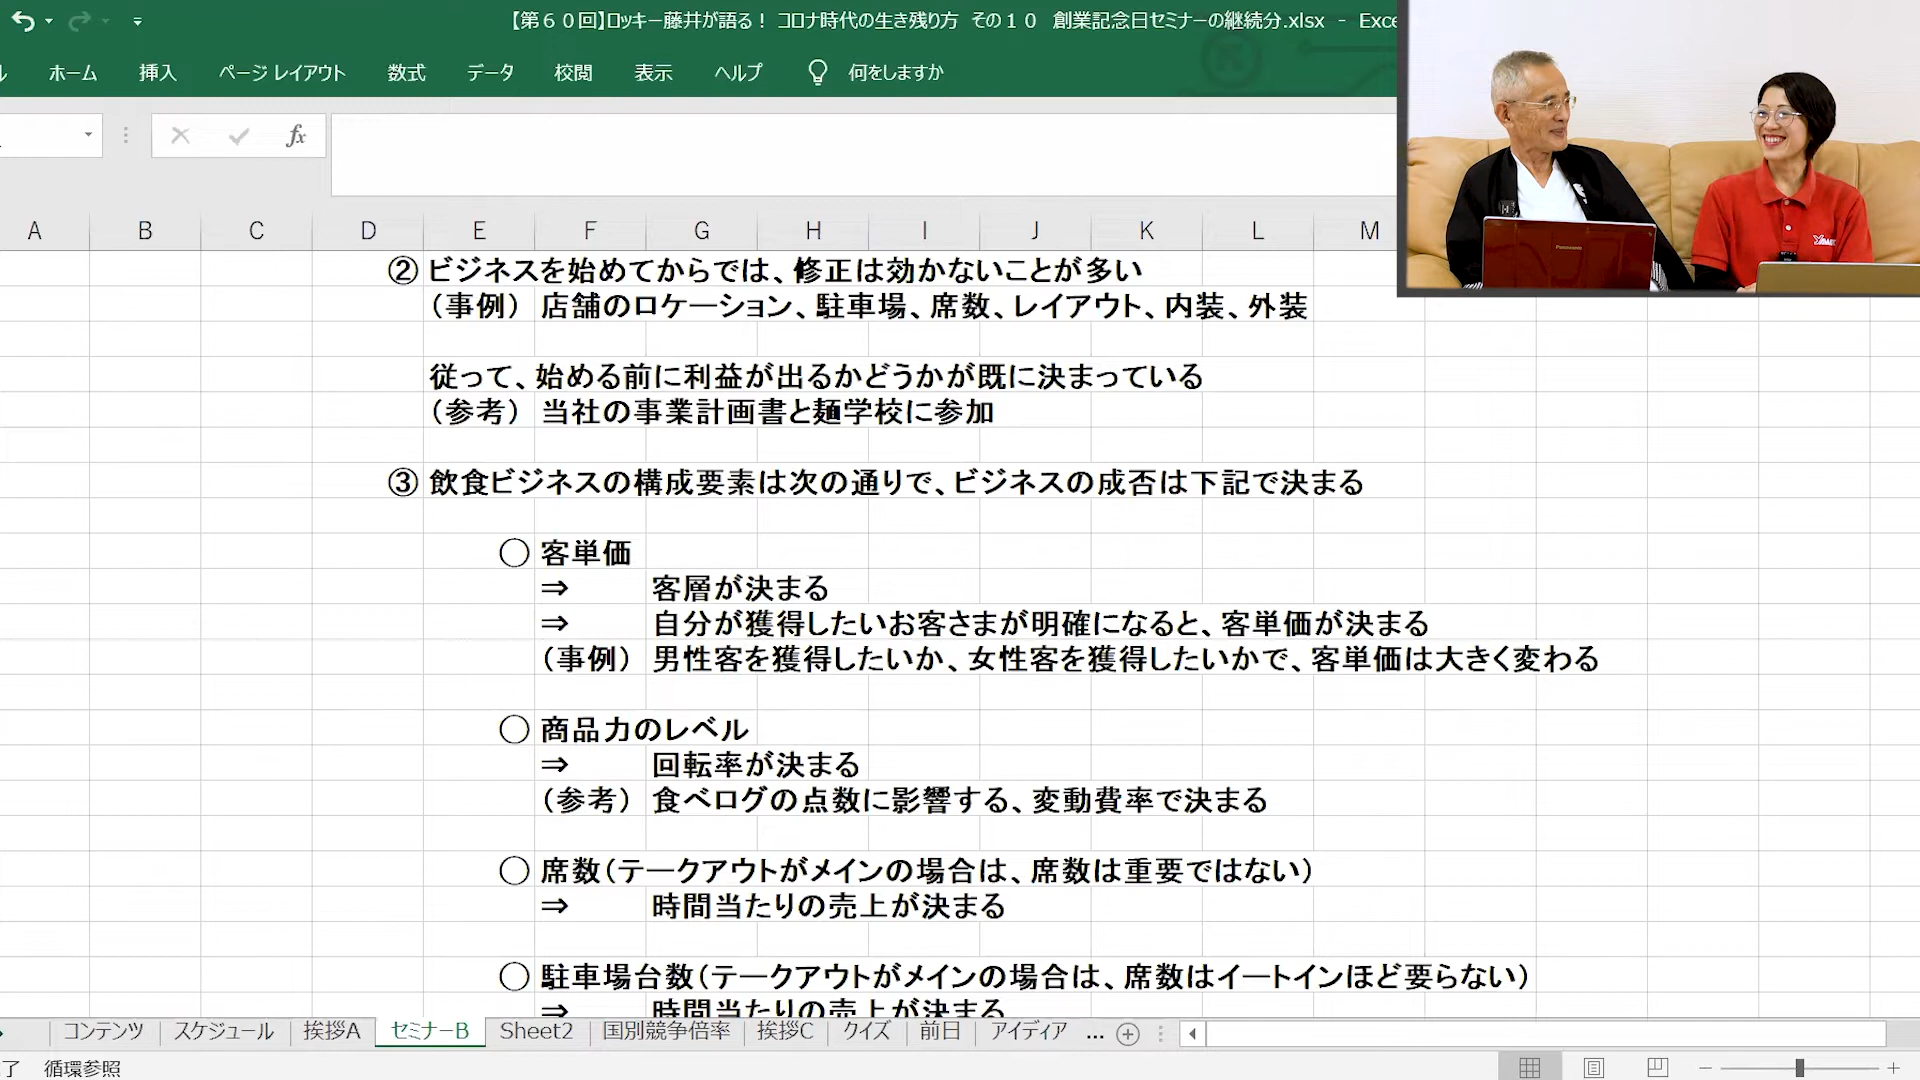 【第６０回】ロッキー藤井が語る！ コロナ時代の生き残り方 その１０ 創業記念日セミナーの継続分.xlsx - Exce
ホーム 挿入 ページ レイアウト 数式 データ 校閲 表示 ヘルプ 何をしますか
fx
A B C D E F G H I J K L M
② ビジネスを始めてからでは、修正は効かないことが多い
（事例） 店舗のロケーション、駐車場、席数、レイアウト、内装、外装
従って、始める前に利益が出るかどうかが既に決まっている
（参考） 当社の事業計画書と麺学校に参加
③ 飲食ビジネスの構成要素は次の通りで、ビジネスの成否は下記で決まる
○ 客単価
⇒ 客層が決まる
⇒ 自分が獲得したいお客さまが明確になると、客単価が決まる
（事例） 男性客を獲得したいか、女性客を獲得したいかで、客単価は大きく変わる
○ 商品力のレベル
⇒ 回転率が決まる
（参考） 食べログの点数に影響する、変動費率で決まる
○ 席数（テークアウトがメインの場合は、席数は重要ではない）
⇒ 時間当たりの売上が決まる
○ 駐車場台数（テークアウトがメインの場合は、席数はイートインほど要らない）
⇒ 時間当たりの売上が決まる
コンテンツ スケジュール 挨拶A セミナーB Sheet2 国別競争倍率 挨拶C クイズ 前日 アイディア ...
了 循環参照